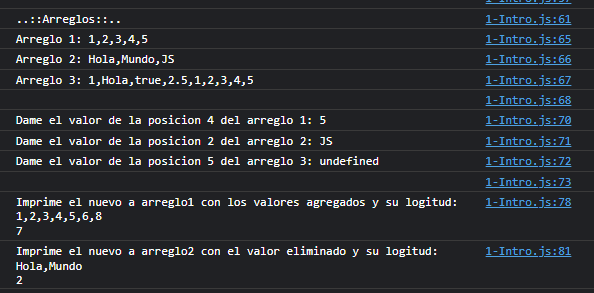 ..::Arreglos::.. 1-Intro.js:61
Arreglo 1: 1,2,3,4,5 1-Intro.js:65
Arreglo 2: Hola,Mundo,JS 1-Intro.js:66
Arreglo 3: 1,Hola,true,2.5,1,2,3,4,5 1-Intro.js:67
1-Intro.js:68
Dame el valor de la posicion 4 del arreglo 1: 5 1-Intro.js:70
Dame el valor de la posicion 2 del arreglo 2: JS 1-Intro.js:71
Dame el valor de la posicion 5 del arreglo 3: undefined 1-Intro.js:72
1-Intro.js:73
Imprime el nuevo a arreglo1 con los valores agregados y su logitud: 1-Intro.js:78
1,2,3,4,5,6,8
7
Imprime el nuevo a arreglo2 con el valor eliminado y su logitud: 1-Intro.js:81
Hola,Mundo
2